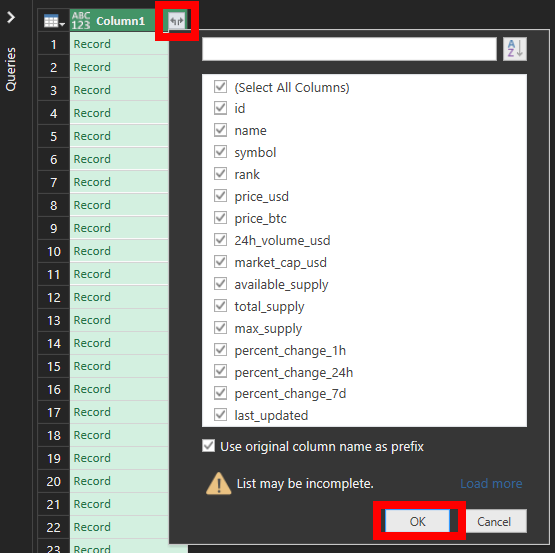 Queries
ABC
123
Column1
1 Record
2 Record
3 Record
4 Record
5 Record
6 Record
7 Record
8 Record
9 Record
10 Record
11 Record
12 Record
13 Record
14 Record
15 Record
16 Record
17 Record
18 Record
19 Record
20 Record
21 Record
22 Record
23 Record
A
Z
(Select All Columns)
id
name
symbol
rank
price_usd
price_btc
24h_volume_usd
market_cap_usd
available_supply
total_supply
max_supply
percent_change_1h
percent_change_24h
percent_change_7d
last_updated
Use original column name as prefix
List may be incomplete.
Load more
OK
Cancel